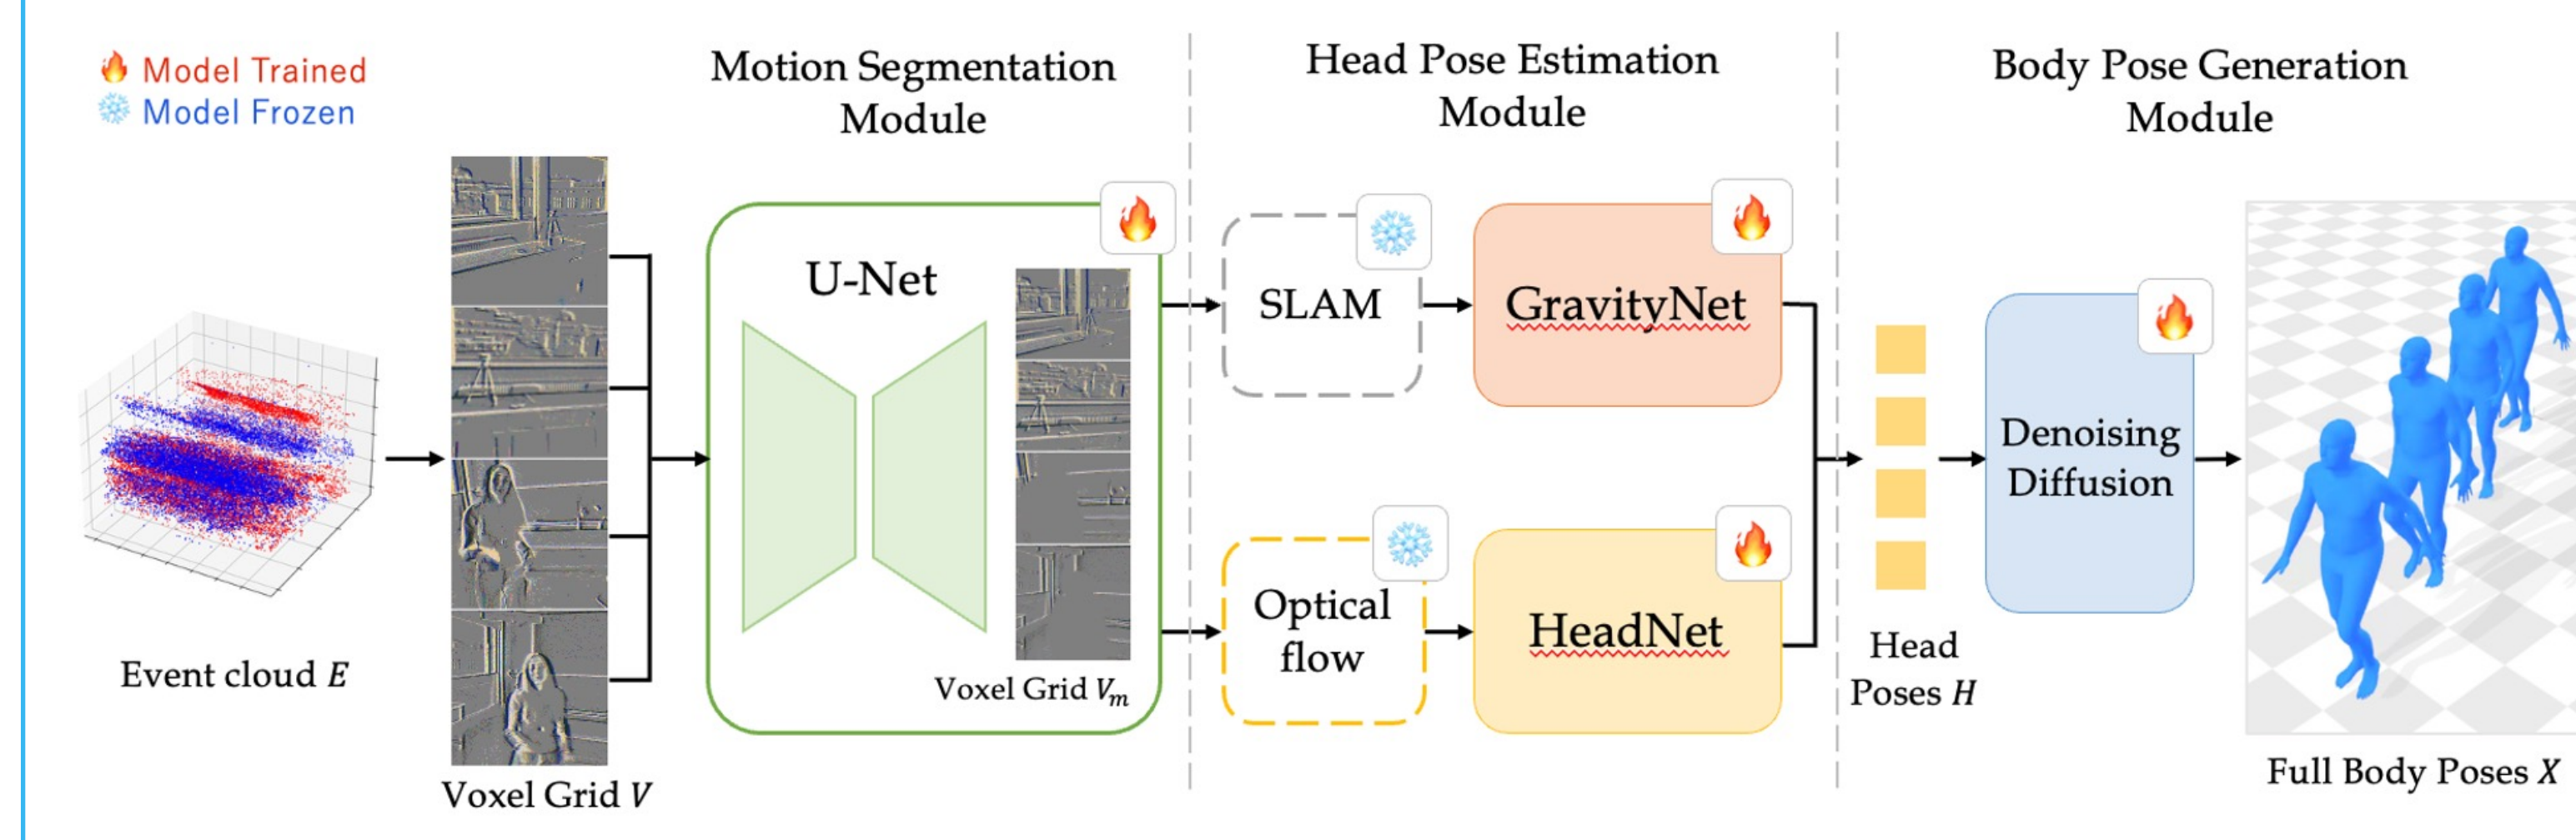 Model Trained
Model Frozen
Motion Segmentation
Module
Head Pose Estimation
Module
Body Pose Generation
Module
U-Net
SLAM
GravityNet
Optical
flow
HeadNet
Denoising
Diffusion
Event cloud E
Voxel Grid V
Voxel Grid Vm
Head
Poses H
Full Body Poses X